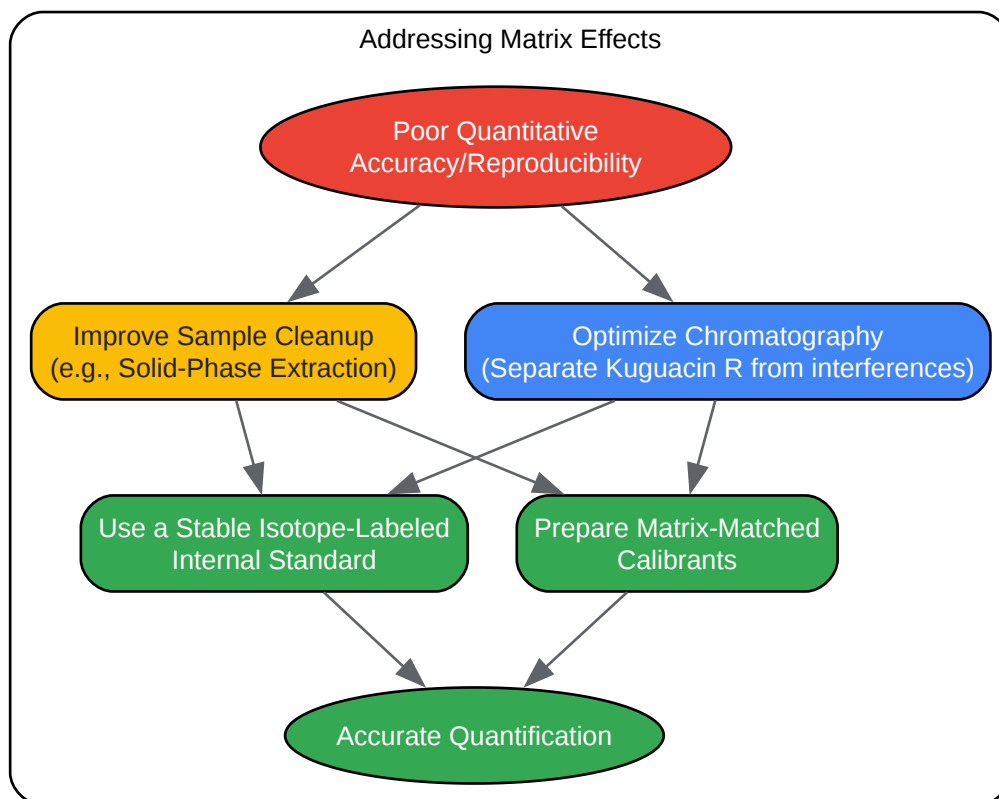 Addressing Matrix Effects
Poor Quantitative
Accuracy/Reproducibility
Improve Sample Cleanup
(e.g., Solid-Phase Extraction)
Optimize Chromatography
(Separate Kuguacin R from interferences)
Use a Stable Isotope-Labeled
Internal Standard
Prepare Matrix-Matched
Calibrants
Accurate Quantification